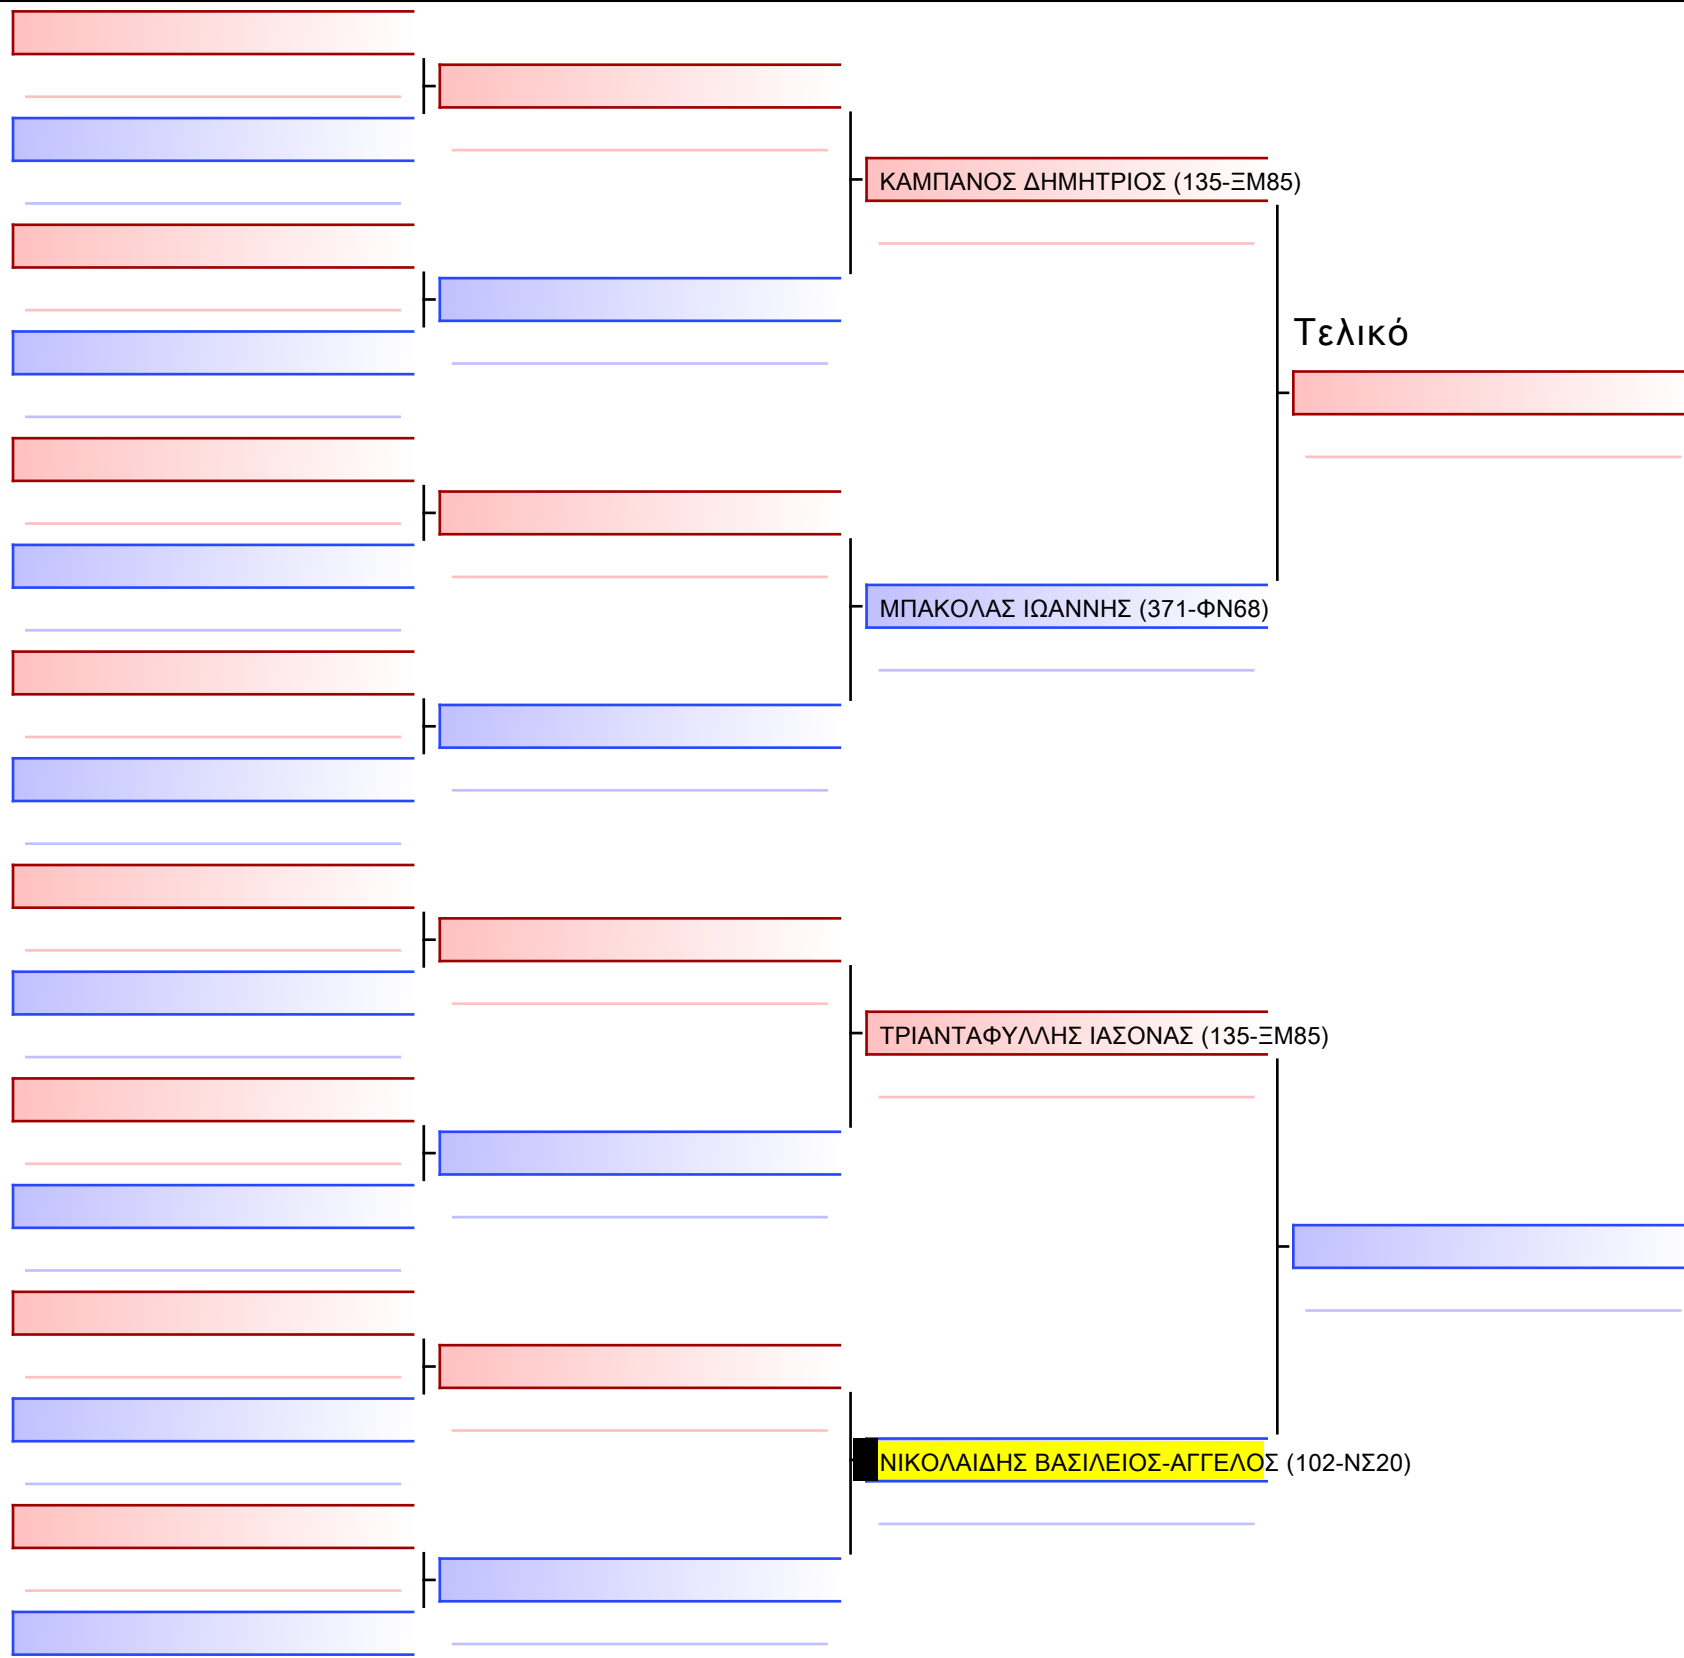 ΚΑΜΠΑΝΟΣ ΔΗΜΗΤΡΙΟΣ (135-ΞΜ85)
Τελικό
ΜΠΑΚΟΛΑΣ ΙΩΑΝΝΗΣ (371-ΦΝ68)
ΤΡΙΑΝΤΑΦΥΛΛΗΣ ΙΑΣΟΝΑΣ (135-ΞΜ85)
ΝΙΚΟΛΑΙΔΗΣ ΒΑΣΙΛΕΙΟΣ-ΑΓΓΕΛΟΣ (102-ΝΣ20)